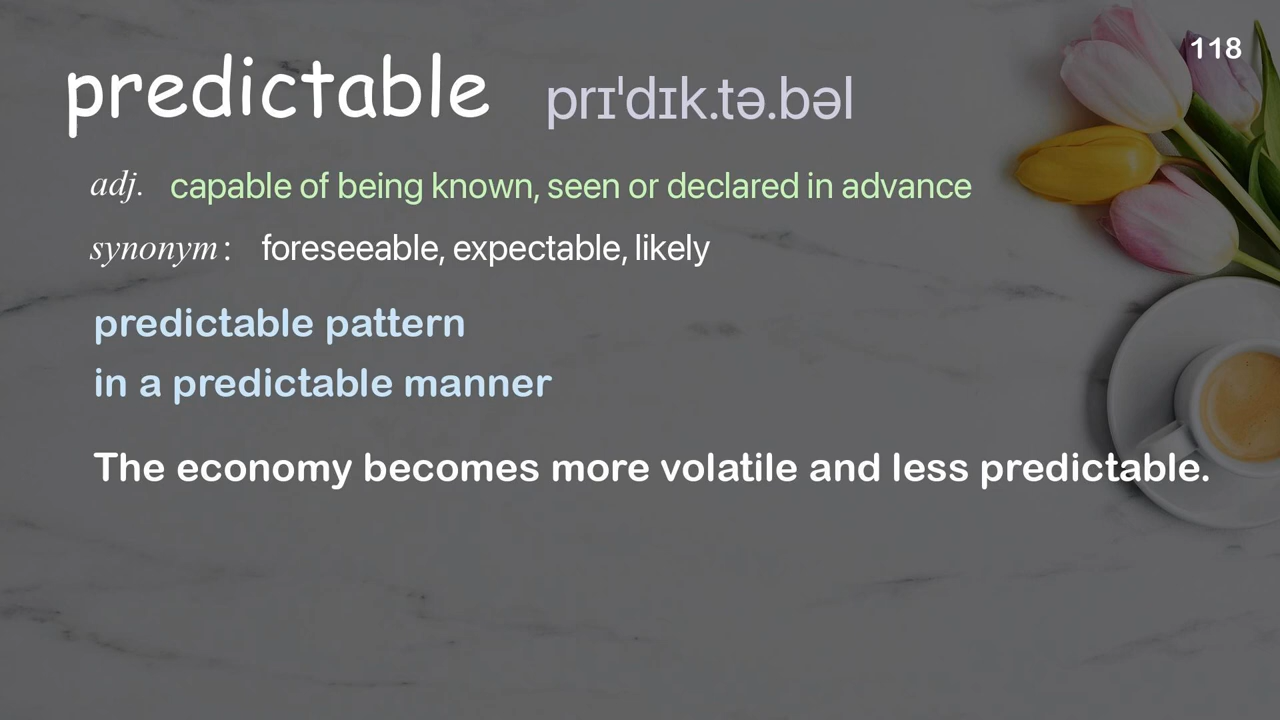 118
predictable prɪˈdɪk.tə.bəl
adj. capable of being known, seen or declared in advance
synonym: foreseeable, expectable, likely
predictable pattern
in a predictable manner
The economy becomes more volatile and less predictable.